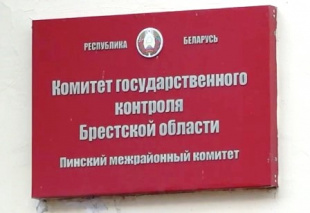 РЕСПУБЛИКА БЕЛАРУСЬ
Комитет государственного
контроля
Брестской области
Пинский межрайонный комитет